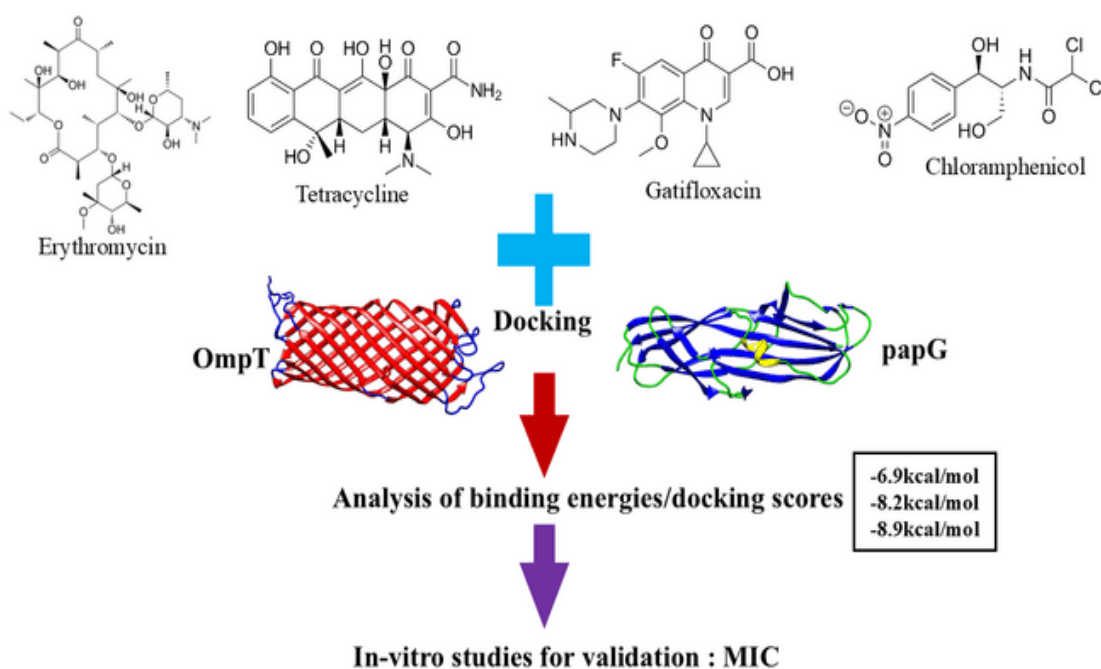 Erythromycin
Tetracycline
Gatifloxacin
Chloramphenicol
OmpT
Docking
papG
Analysis of binding energies/docking scores
-6.9kcal/mol
-8.2kcal/mol
-8.9kcal/mol
In-vitro studies for validation : MIC